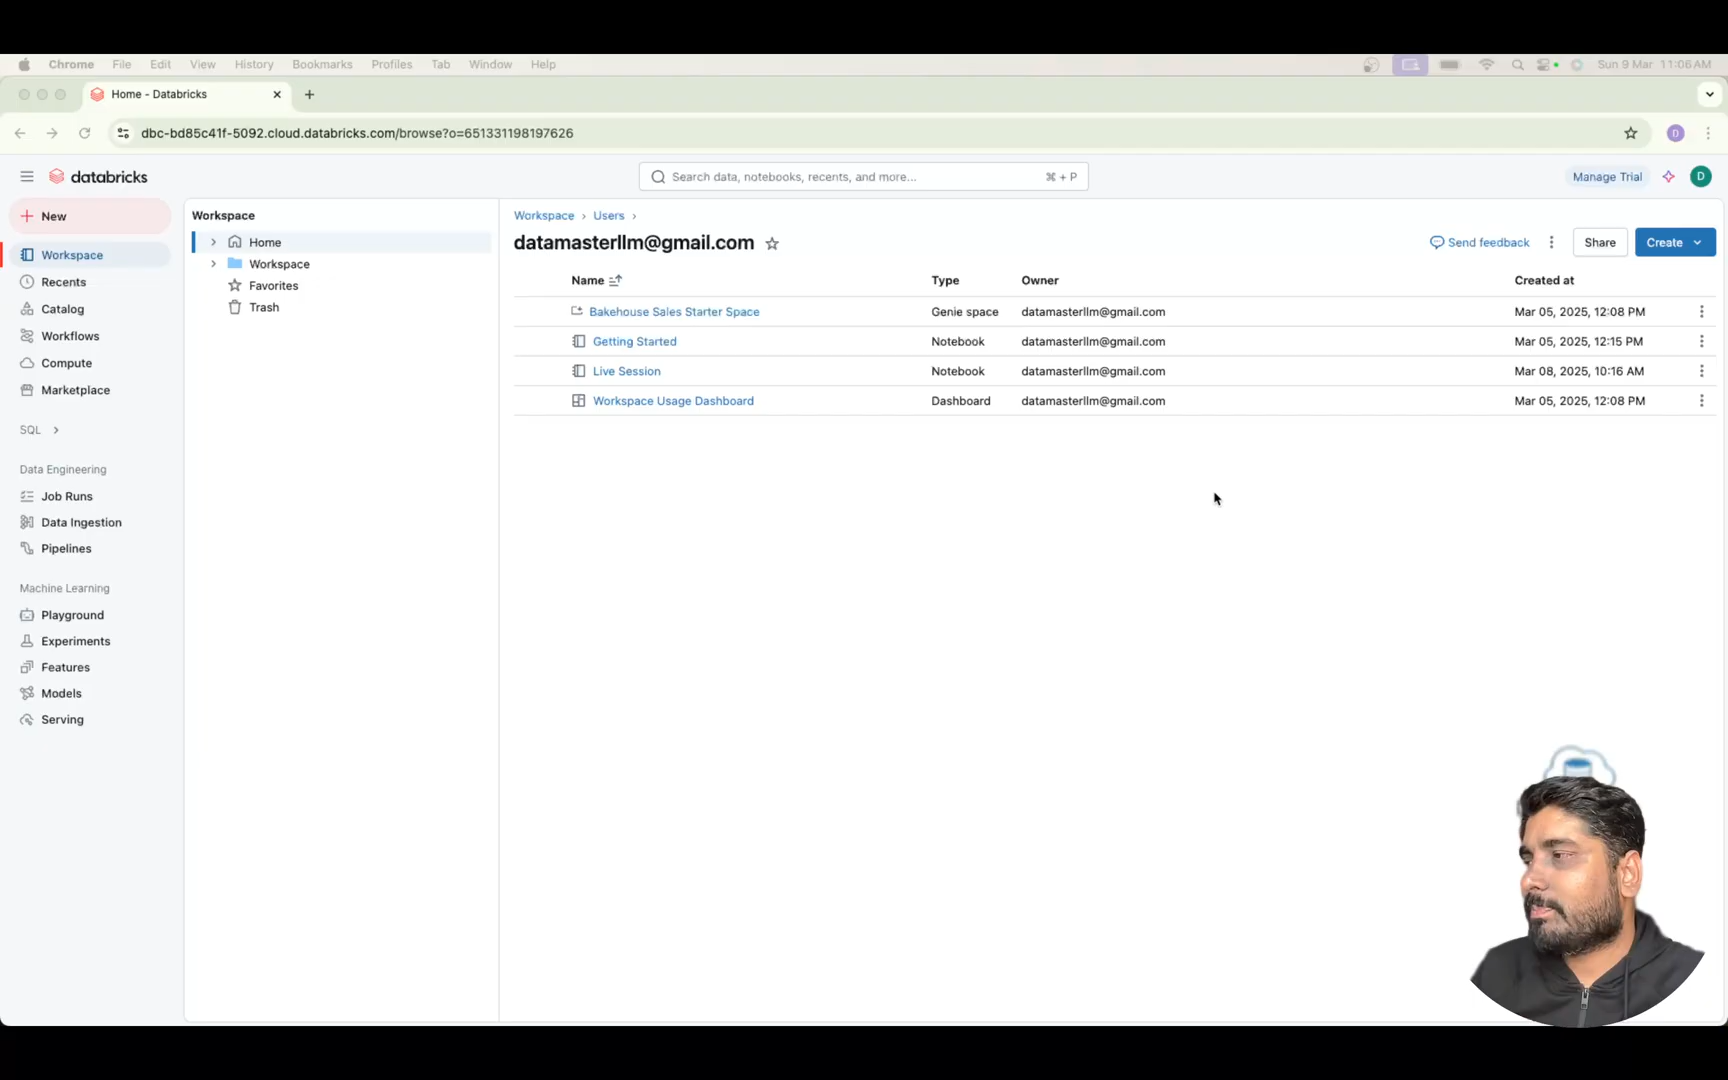 Chrome File Edit View History Bookmarks Profiles Tab Window Help Sun 9 Mar 11:06 AM
Home - Databricks
dbc-bd85c41f-5092.cloud.databricks.com/browse?o=651331198197626 D
databricks Search data, notebooks, recents, and more... ⌘ + P Manage Trial D
New
Workspace
Recents
Catalog
Workflows
Compute
Marketplace
SQL
Data Engineering
Job Runs
Data Ingestion
Pipelines
Machine Learning
Playground
Experiments
Features
Models
Serving
Workspace
Home
Workspace
Favorites
Trash
Workspace › Users ›
datamasterllm@gmail.com Send feedback Share Create
Name Type Owner Created at
Bakehouse Sales Starter Space Genie space datamasterllm@gmail.com Mar 05, 2025, 12:08 PM
Getting Started Notebook datamasterllm@gmail.com Mar 05, 2025, 12:15 PM
Live Session Notebook datamasterllm@gmail.com Mar 08, 2025, 10:16 AM
Workspace Usage Dashboard Dashboard datamasterllm@gmail.com Mar 05, 2025, 12:08 PM